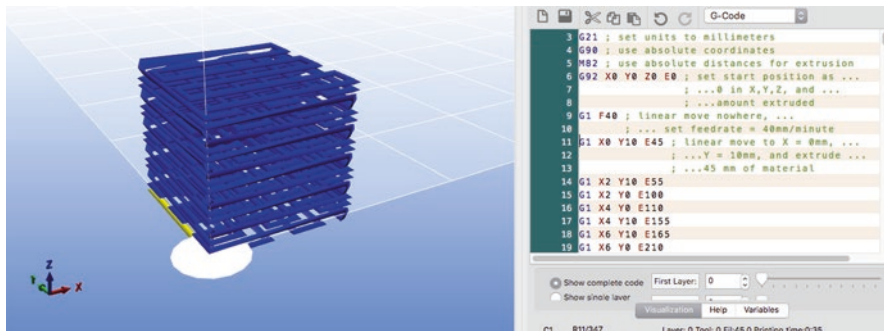 G-Code
3 G21 ; set units to millimeters
4 G90 ; use absolute coordinates
5 M82 ; use absolute distances for extrusion
6 G92 X0 Y0 Z0 E0 ; set start position as ...
7 ; ...0 in X,Y,Z, and ...
8 ; ...amount extruded
9 G1 F40 ; linear move nowhere, ...
10 ; ... set feedrate = 40mm/minute
11 G1 X0 Y10 E45 ; linear move to X = 0mm, ...
12 ; ...Y = 10mm, and extrude ...
13 ; ...45 mm of material
14 G1 X2 Y10 E55
15 G1 X2 Y0 E100
16 G1 X4 Y0 E110
17 G1 X4 Y10 E155
18 G1 X6 Y10 E165
19 G1 X6 Y0 E210
Z
Y
X
Show complete code First Layer: 0
Show single layer
Visualization Help Variables
C1 R11/347 Layer: 0 Tool: 0 Fil:45.0 Printing time:0:35